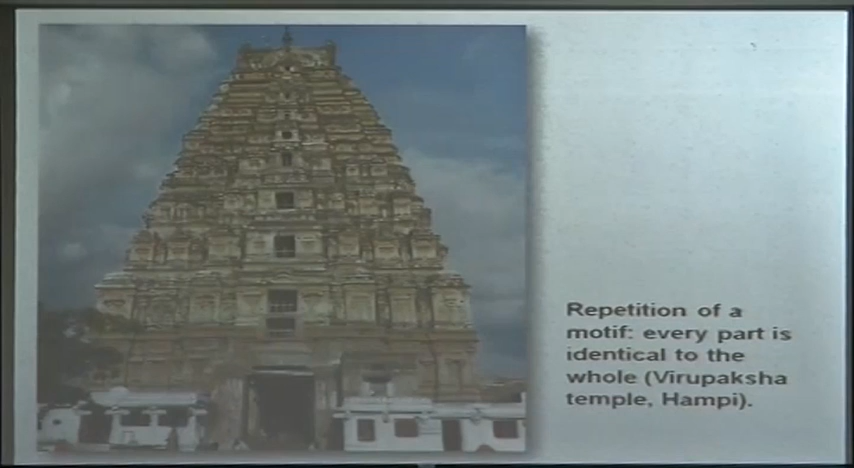 Repetition of a
motif: every part is
identical to the
whole (Virupaksha
temple, Hampi).